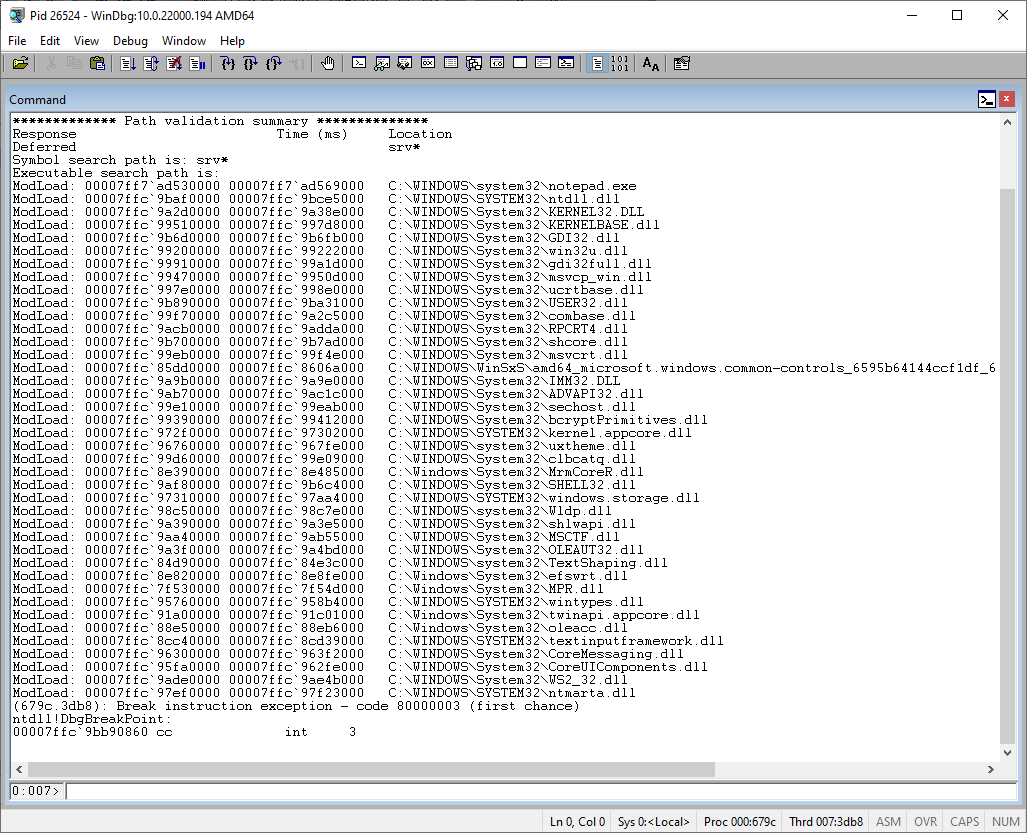 Pid 26524 - WinDbg:10.0.22000.194 AMD64
File Edit View Debug Window Help
Command
************* Path validation summary **************
Response                         Time (ms)     Location
Deferred                                       srv*
Symbol search path is: srv*
Executable search path is:
ModLoad: 00007ff7`ad530000 00007ff7`ad569000   C:\WINDOWS\system32\notepad.exe
ModLoad: 00007ffc`9baf0000 00007ffc`9bce5000   C:\WINDOWS\SYSTEM32\ntdll.dll
ModLoad: 00007ffc`9a2d0000 00007ffc`9a38e000   C:\WINDOWS\System32\KERNEL32.DLL
ModLoad: 00007ffc`99510000 00007ffc`997d8000   C:\WINDOWS\System32\KERNELBASE.dll
ModLoad: 00007ffc`9b6d0000 00007ffc`9b6fb000   C:\WINDOWS\System32\GDI32.dll
ModLoad: 00007ffc`99200000 00007ffc`99222000   C:\WINDOWS\System32\win32u.dll
ModLoad: 00007ffc`99910000 00007ffc`99a1d000   C:\WINDOWS\System32\gdi32full.dll
ModLoad: 00007ffc`99470000 00007ffc`9950d000   C:\WINDOWS\System32\msvcp_win.dll
ModLoad: 00007ffc`997e0000 00007ffc`998e0000   C:\WINDOWS\System32\ucrtbase.dll
ModLoad: 00007ffc`9b890000 00007ffc`9ba31000   C:\WINDOWS\System32\USER32.dll
ModLoad: 00007ffc`99f70000 00007ffc`9a2c5000   C:\WINDOWS\System32\combase.dll
ModLoad: 00007ffc`9acb0000 00007ffc`9adda000   C:\WINDOWS\System32\RPCRT4.dll
ModLoad: 00007ffc`9b700000 00007ffc`9b7ad000   C:\WINDOWS\System32\shcore.dll
ModLoad: 00007ffc`99eb0000 00007ffc`99f4e000   C:\WINDOWS\System32\msvcrt.dll
ModLoad: 00007ffc`85dd0000 00007ffc`8606a000   C:\WINDOWS\WinSxS\amd64_microsoft.windows.common-controls_6595b64144ccf1df_6
ModLoad: 00007ffc`9a9b0000 00007ffc`9a9e0000   C:\WINDOWS\System32\IMM32.DLL
ModLoad: 00007ffc`9ab70000 00007ffc`9ac1c000   C:\WINDOWS\System32\ADVAPI32.dll
ModLoad: 00007ffc`99e10000 00007ffc`99eab000   C:\WINDOWS\System32\sechost.dll
ModLoad: 00007ffc`99390000 00007ffc`99412000   C:\WINDOWS\System32\bcryptPrimitives.dll
ModLoad: 00007ffc`972f0000 00007ffc`97302000   C:\WINDOWS\SYSTEM32\kernel.appcore.dll
ModLoad: 00007ffc`96760000 00007ffc`967fe000   C:\WINDOWS\system32\uxtheme.dll
ModLoad: 00007ffc`99d60000 00007ffc`99e09000   C:\WINDOWS\System32\clbcatq.dll
ModLoad: 00007ffc`8e390000 00007ffc`8e485000   C:\Windows\System32\MrmCoreR.dll
ModLoad: 00007ffc`9af80000 00007ffc`9b6c4000   C:\WINDOWS\System32\SHELL32.dll
ModLoad: 00007ffc`97310000 00007ffc`97aa4000   C:\WINDOWS\SYSTEM32\windows.storage.dll
ModLoad: 00007ffc`98c50000 00007ffc`98c7e000   C:\WINDOWS\system32\Wldp.dll
ModLoad: 00007ffc`9a390000 00007ffc`9a3e5000   C:\WINDOWS\System32\shlwapi.dll
ModLoad: 00007ffc`9aa40000 00007ffc`9ab55000   C:\WINDOWS\System32\MSCTF.dll
ModLoad: 00007ffc`9a3f0000 00007ffc`9a4bd000   C:\WINDOWS\System32\OLEAUT32.dll
ModLoad: 00007ffc`84d90000 00007ffc`84e3c000   C:\WINDOWS\SYSTEM32\TextShaping.dll
ModLoad: 00007ffc`8e820000 00007ffc`8e8fe000   C:\Windows\System32\efswrt.dll
ModLoad: 00007ffc`7f530000 00007ffc`7f54d000   C:\Windows\System32\MPR.dll
ModLoad: 00007ffc`95760000 00007ffc`958b4000   C:\WINDOWS\SYSTEM32\wintypes.dll
ModLoad: 00007ffc`91a00000 00007ffc`91c01000   C:\Windows\System32\twinapi.appcore.dll
ModLoad: 00007ffc`88e50000 00007ffc`88eb6000   C:\Windows\System32\oleacc.dll
ModLoad: 00007ffc`8cc40000 00007ffc`8cd39000   C:\WINDOWS\SYSTEM32\textinputframework.dll
ModLoad: 00007ffc`96300000 00007ffc`963f2000   C:\WINDOWS\System32\CoreMessaging.dll
ModLoad: 00007ffc`95fa0000 00007ffc`962fe000   C:\WINDOWS\System32\CoreUIComponents.dll
ModLoad: 00007ffc`9ade0000 00007ffc`9ae4b000   C:\WINDOWS\System32\WS2_32.dll
ModLoad: 00007ffc`97ef0000 00007ffc`97f23000   C:\WINDOWS\SYSTEM32\ntmarta.dll
(679c.3db8): Break instruction exception - code 80000003 (first chance)
ntdll!DbgBreakPoint:
00007ffc`9bb90860 cc              int     3
0:007>
Ln 0, Col 0 Sys 0:<Local> Proc 000:679c Thrd 007:3db8 ASM OVR CAPS NUM